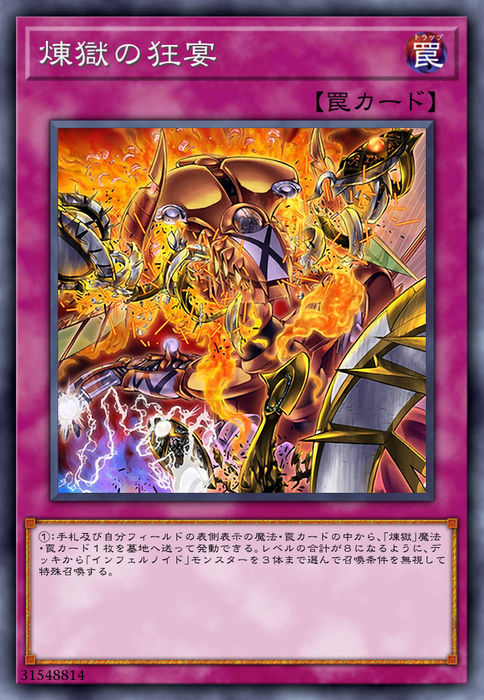 煉獄の狂宴
トラップ
罠
【罠カード】
①:手札及び自分フィールドの表側表示の魔法・罠カードの中から、「煉獄」魔法
・罠カード１枚を墓地へ送って発動できる。レベルの合計が８になるように、デ
ッキから「インフェルノイド」モンスターを３体まで選んで召喚条件を無視して
特殊召喚する。
31548814